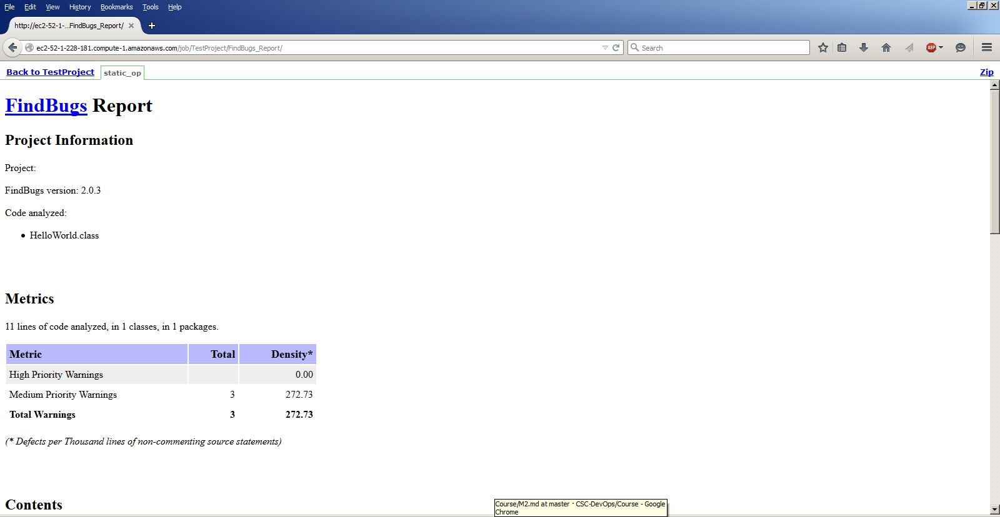 File Edit View History Bookmarks Tools Help
http://ec2-52-1-...FindBugs_Report/
ec2-52-1-228-181.compute-1.amazonaws.com/job/TestProject/FindBugs_Report/
Search
ABP
Back to TestProject
static_op
Zip
FindBugs Report
Project Information
Project:
FindBugs version: 2.0.3
Code analyzed:
• HelloWorld.class
Metrics
11 lines of code analyzed, in 1 classes, in 1 packages.
Metric Total Density*
High Priority Warnings 0.00
Medium Priority Warnings 3 272.73
Total Warnings 3 272.73
(* Defects per Thousand lines of non-commenting source statements)
Contents
Course/M2.md at master · CSC-DevOps/Course - Google
Chrome